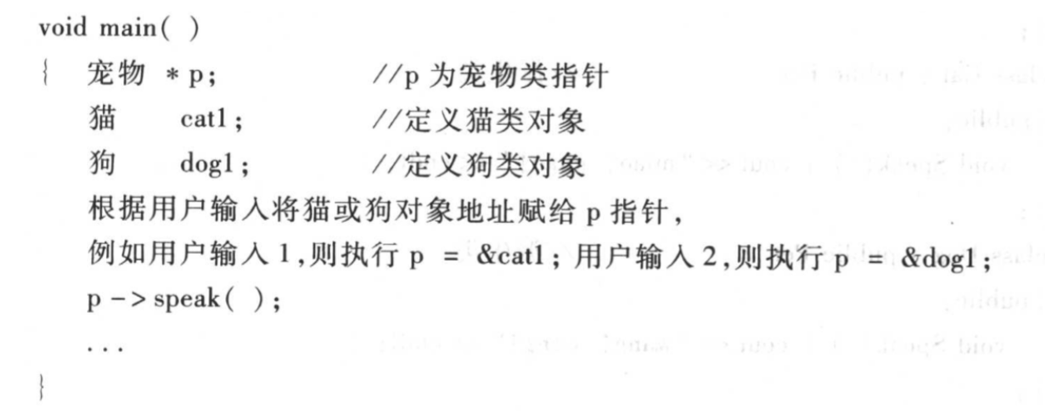 void main( )
{ 宠物 * p; //p 为宠物类指针
猫 cat1; //定义猫类对象
狗 dog1; //定义狗类对象
根据用户输入将猫或狗对象地址赋给 p 指针,
例如用户输入 1,则执行 p = &cat1; 用户输入 2,则执行 p = &dog1;
p -> speak( );
...
}